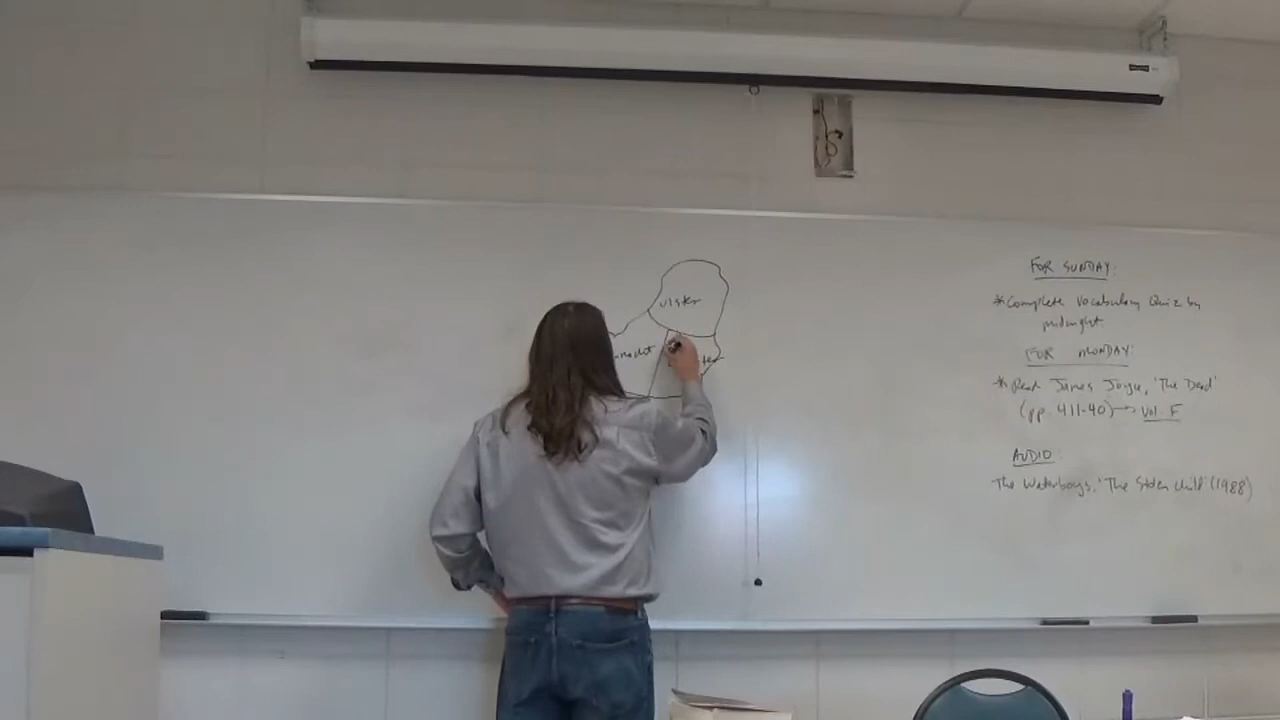 Ulster
FOR SUNDAY:
*Complete Vocabulary Quiz by
midnight.
FOR MONDAY:
*Read James Joyce, 'The Dead'
(pp. 411-40)→ Vol. F
AUDIO
The Waterboys, 'The Stolen Child' (1988)